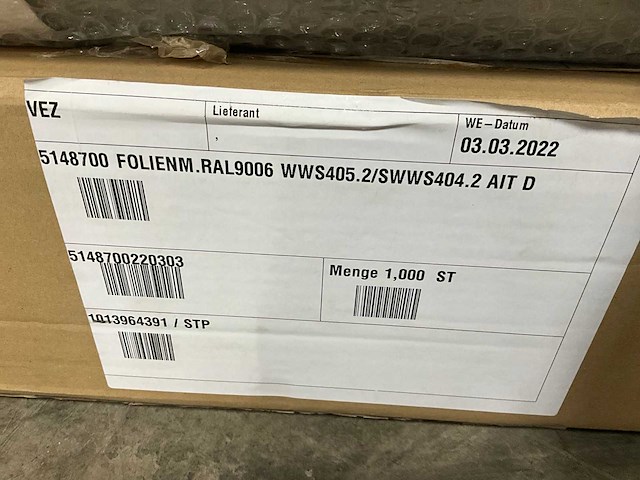 VEZ
Lieferant
,
WE-Datum
03.03.2022
5148700 FOLIENM.RAL9006 WWS405.2/SWWS404.2 AIT D
5148700220303
Menge 1,000 ST
1013964391 / STP